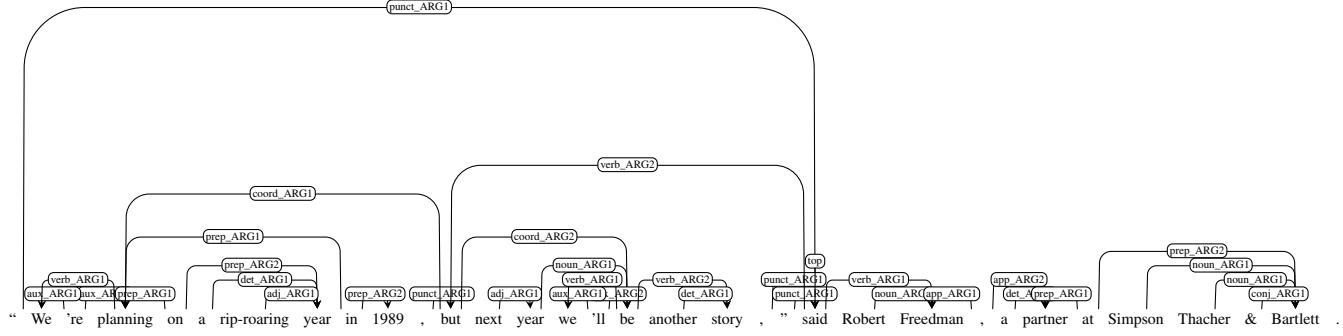 punct_ARG1
verb_ARG2
coord_ARG1
prep_ARG1 coord_ARG2
prep_ARG2
top
prep_ARG2 noun_ARG1 noun_ARG1
verb_ARG1 det_ARG1 verb_ARG1 verb_ARG2 punct_ARG1 verb_ARG1 app_ARG2 noun_ARG1
aux_ARG1 prep_ARG1 adj_ARG1 prep_ARG2 punct_ARG1 adj_ARG1 det_ARG1 punct_ARG1 app_ARG1 prep_ARG1 conj_ARG1
“ We 're planning on a rip-roaring year in 1989 , but next year we 'll be another story , ” said Robert Freedman , a partner at Simpson Thacher & Bartlett .